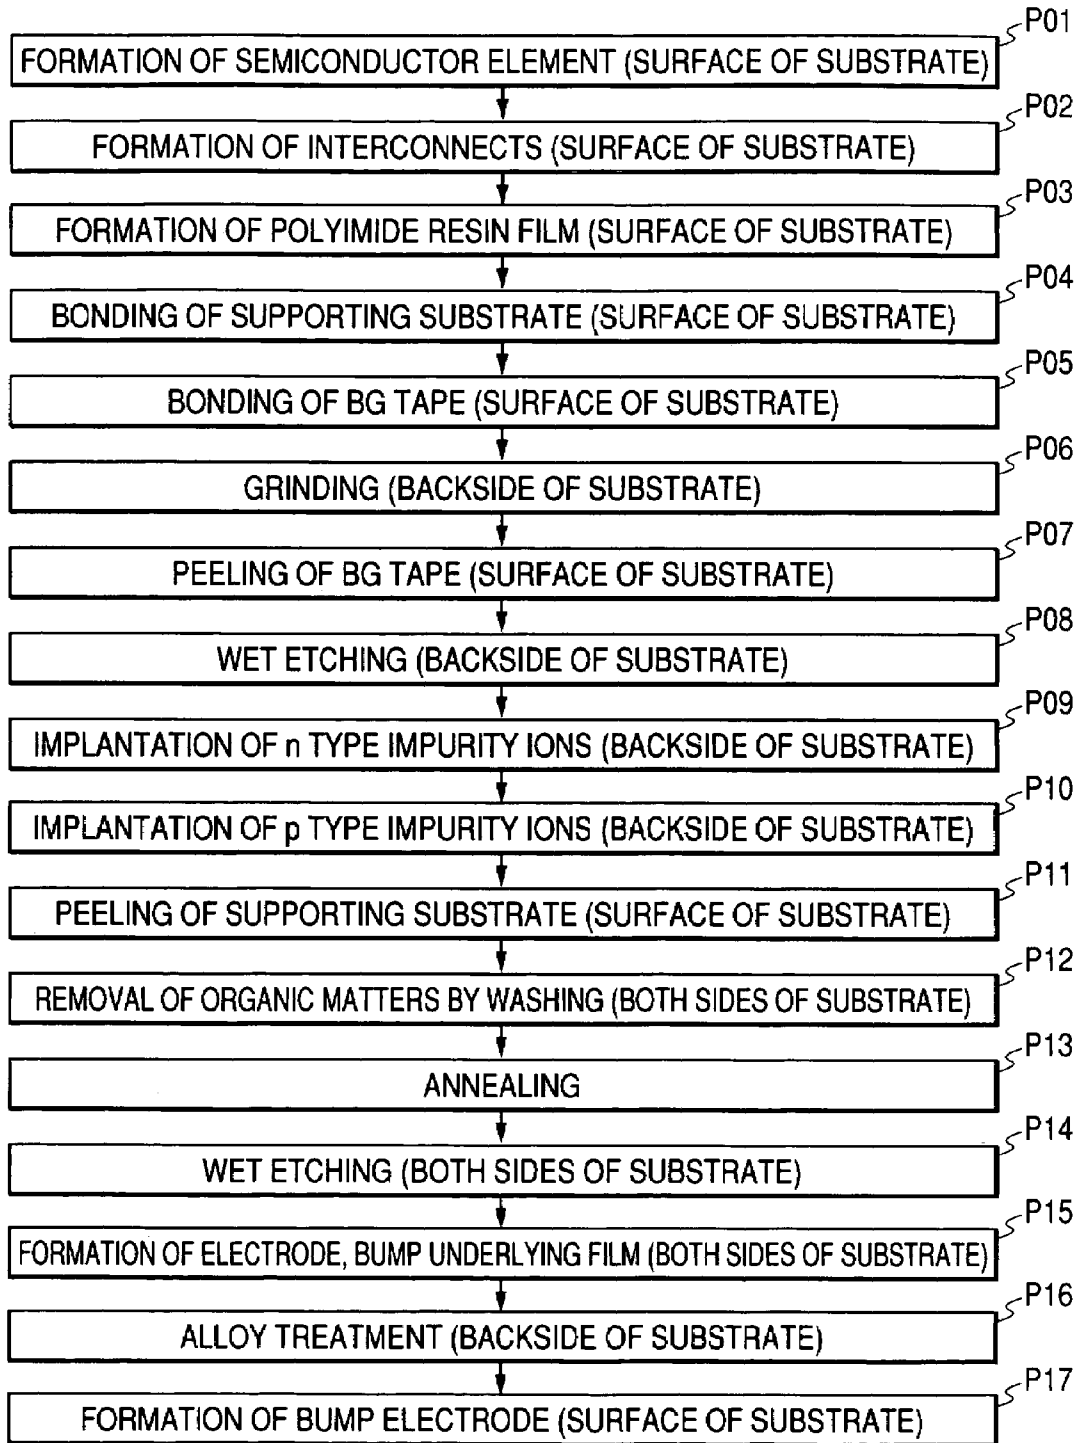 P01
FORMATION OF SEMICONDUCTOR ELEMENT (SURFACE OF SUBSTRATE)
P02
FORMATION OF INTERCONNECTS (SURFACE OF SUBSTRATE)
P03
FORMATION OF POLYIMIDE RESIN FILM (SURFACE OF SUBSTRATE)
P04
BONDING OF SUPPORTING SUBSTRATE (SURFACE OF SUBSTRATE)
P05
BONDING OF BG TAPE (SURFACE OF SUBSTRATE)
P06
GRINDING (BACKSIDE OF SUBSTRATE)
P07
PEELING OF BG TAPE (SURFACE OF SUBSTRATE)
P08
WET ETCHING (BACKSIDE OF SUBSTRATE)
P09
IMPLANTATION OF n TYPE IMPURITY IONS (BACKSIDE OF SUBSTRATE)
P10
IMPLANTATION OF p TYPE IMPURITY IONS (BACKSIDE OF SUBSTRATE)
P11
PEELING OF SUPPORTING SUBSTRATE (SURFACE OF SUBSTRATE)
P12
REMOVAL OF ORGANIC MATTERS BY WASHING (BOTH SIDES OF SUBSTRATE)
P13
ANNEALING
P14
WET ETCHING (BOTH SIDES OF SUBSTRATE)
P15
FORMATION OF ELECTRODE, BUMP UNDERLYING FILM (BOTH SIDES OF SUBSTRATE)
P16
ALLOY TREATMENT (BACKSIDE OF SUBSTRATE)
P17
FORMATION OF BUMP ELECTRODE (SURFACE OF SUBSTRATE)